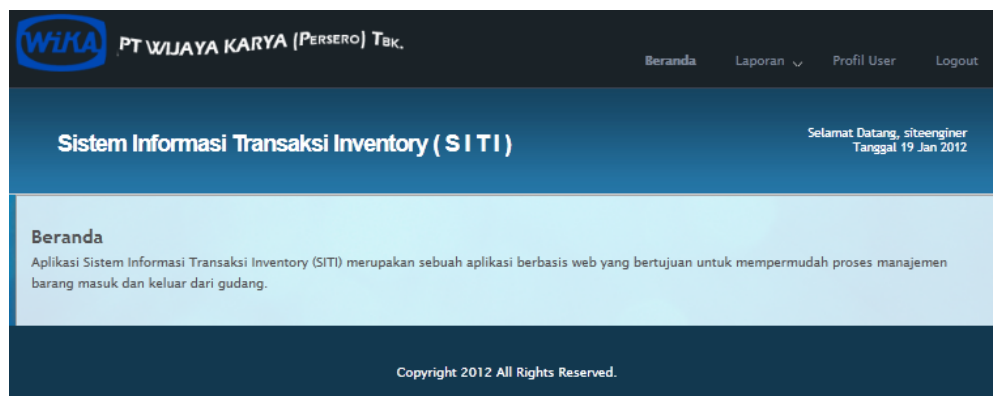 WiKA PT WIJAYA KARYA (PERSERO) TBK.
Beranda Laporan Profil User Logout
Sistem Informasi Transaksi Inventory ( S I T I )
Selamat Datang, siteenginer
Tanggal 19 Jan 2012
Beranda
Aplikasi Sistem Informasi Transaksi Inventory (SITI) merupakan sebuah aplikasi berbasis web yang bertujuan untuk mempermudah proses manajemen
barang masuk dan keluar dari gudang.
Copyright 2012 All Rights Reserved.